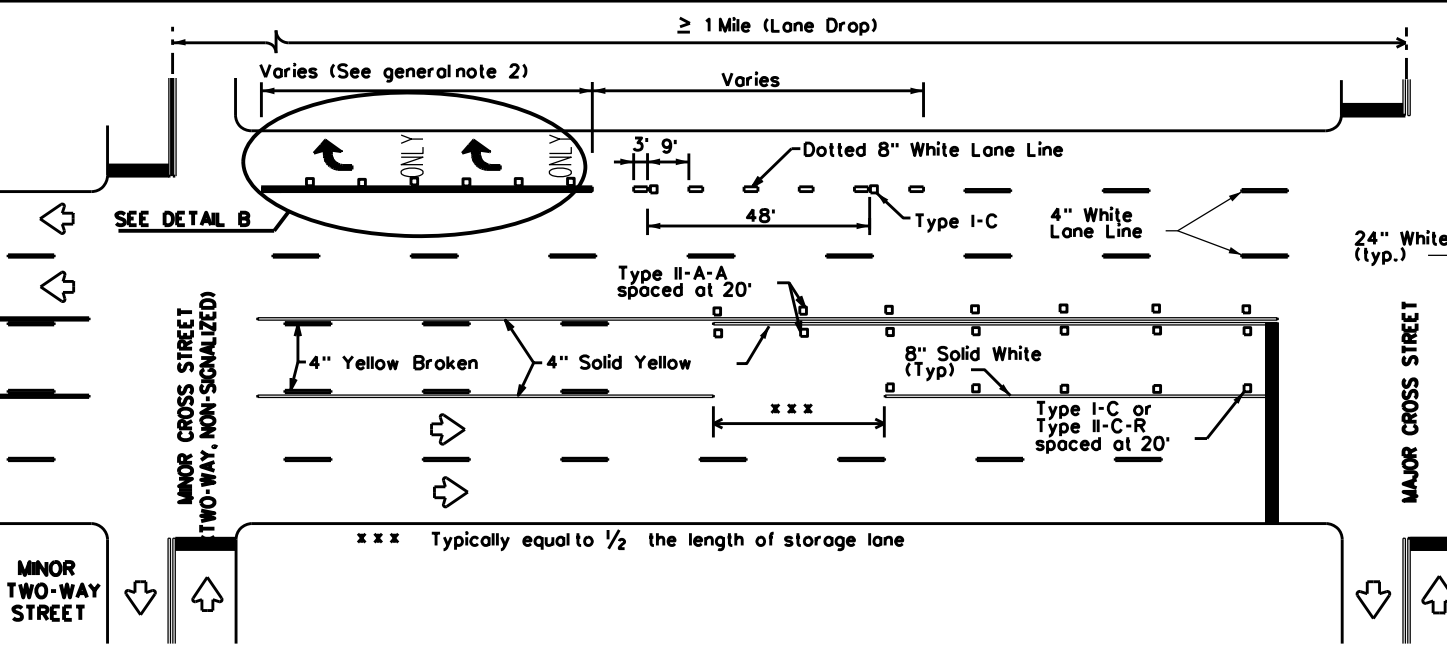 ≥ 1 Mile (Lane Drop)
Varies (See general note 2)
Varies
ONLY
ONLY
3'
9'
Dotted 8" White Lane Line
SEE DETAIL B
48'
Type I-C
4" White
Lane Line
24" White
(typ.)
Type II-A-A
spaced at 20'
MINOR CROSS STREET
(TWO-WAY, NON-SIGNALIZED)
4" Yellow Broken
4" Solid Yellow
8" Solid White
(Typ)
x x x
Type I-C or
Type II-C-R
spaced at 20'
MAJOR CROSS STREET
x x x Typically equal to 1/2 the length of storage lane
MINOR
TWO-WAY
STREET